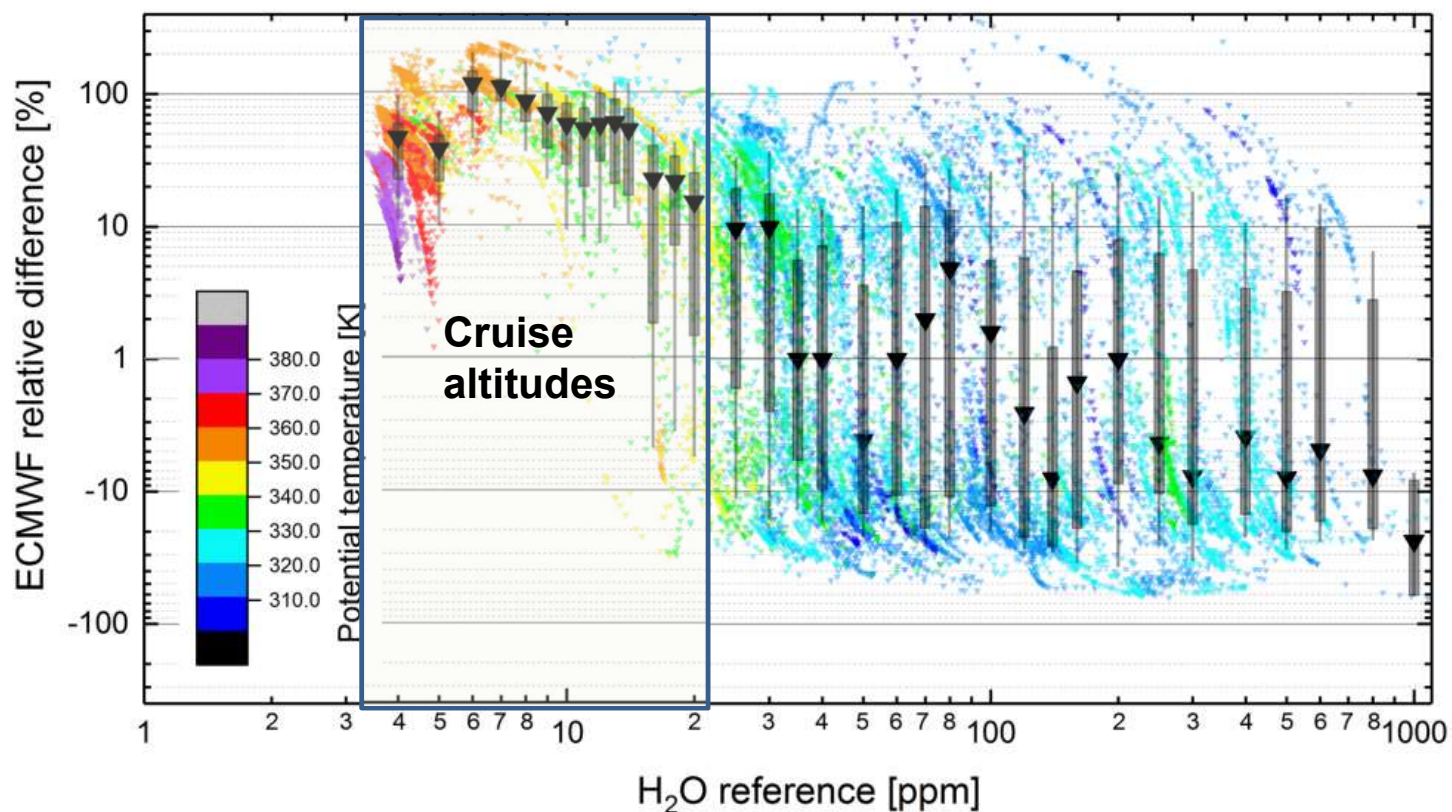 ECMWF relative difference [%]
100
10
1
-10
-100
380.0
370.0
360.0
350.0
340.0
330.0
320.0
310.0
Potential temperature [K]
Cruise
altitudes
1 2 3 4 5 6 7 8 10 2 3 4 5 6 7 8 100 2 3 4 5 6 7 8 1000
H₂O reference [ppm]